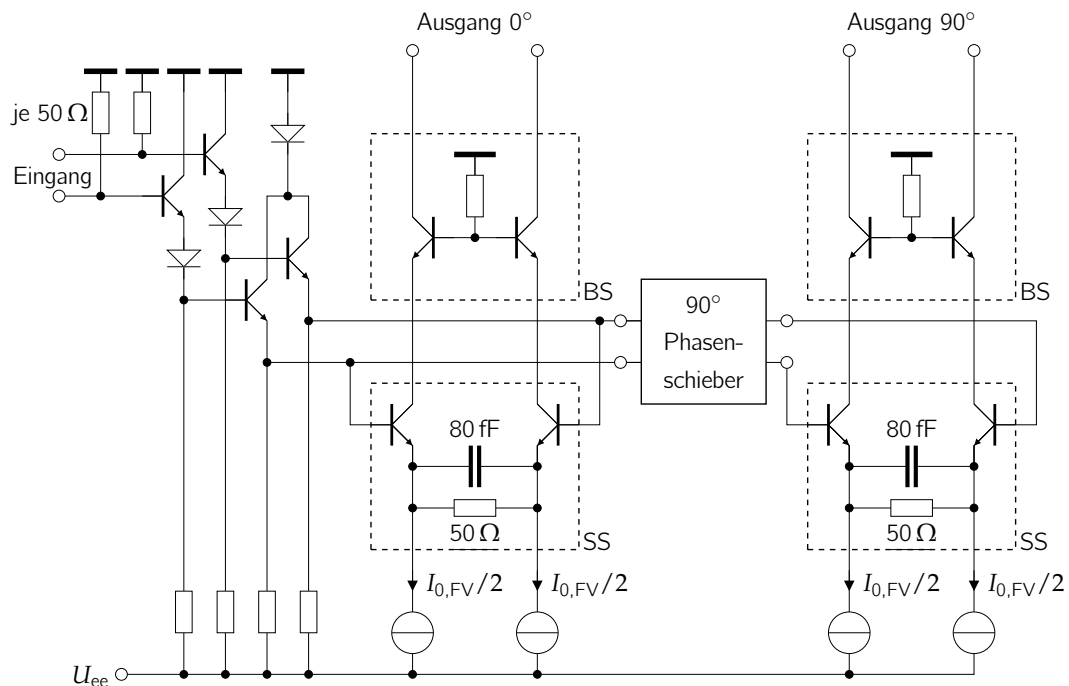 Ausgang 0°
Ausgang 90°
je 50 Ω
Eingang
BS
BS
90°
Phasen-
schieber
80 fF
80 fF
50 Ω
50 Ω
SS
SS
I0,FV/2
I0,FV/2
I0,FV/2
I0,FV/2
Uee